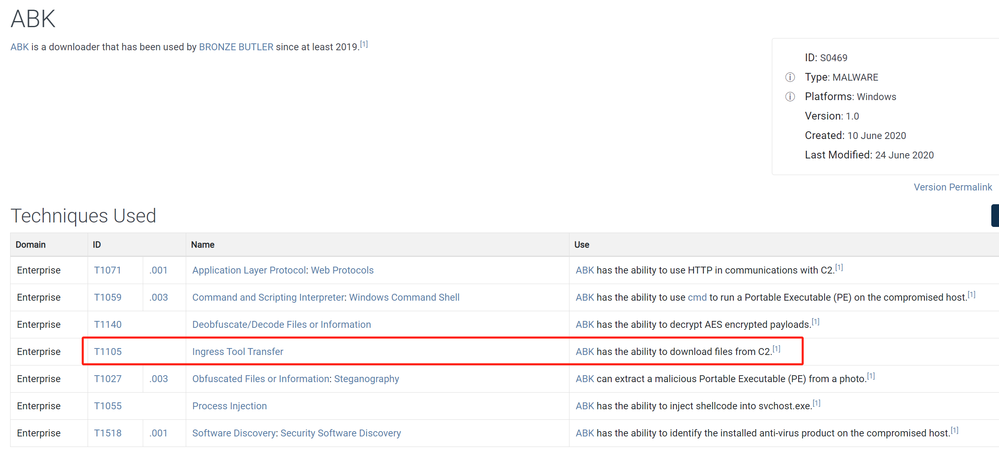 ABK
ABK is a downloader that has been used by BRONZE BUTLER since at least 2019.[1]
ID: S0469
ⓘ Type: MALWARE
ⓘ Platforms: Windows
Version: 1.0
Created: 10 June 2020
Last Modified: 24 June 2020
Version Permalink
Techniques Used
Domain ID Name Use
Enterprise T1071 .001 Application Layer Protocol: Web Protocols ABK has the ability to use HTTP in communications with C2.[1]
Enterprise T1059 .003 Command and Scripting Interpreter: Windows Command Shell ABK has the ability to use cmd to run a Portable Executable (PE) on the compromised host.[1]
Enterprise T1140 Deobfuscate/Decode Files or Information ABK has the ability to decrypt AES encrypted payloads.[1]
Enterprise T1105 Ingress Tool Transfer ABK has the ability to download files from C2.[1]
Enterprise T1027 .003 Obfuscated Files or Information: Steganography ABK can extract a malicious Portable Executable (PE) from a photo.[1]
Enterprise T1055 Process Injection ABK has the ability to inject shellcode into svchost.exe.[1]
Enterprise T1518 .001 Software Discovery: Security Software Discovery ABK has the ability to identify the installed anti-virus product on the compromised host.[1]